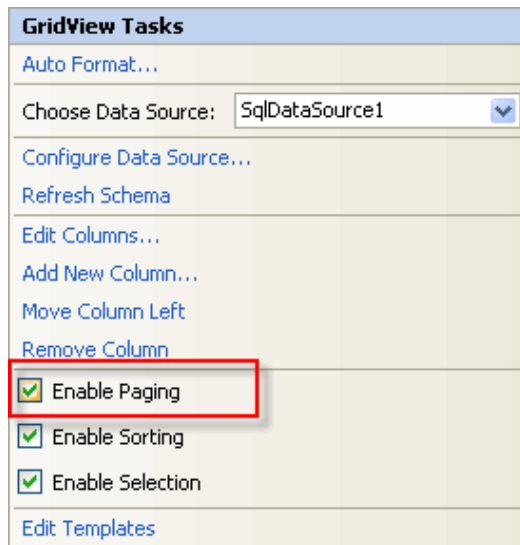 GridView Tasks
Auto Format...
Choose Data Source: SqlDataSource1
Configure Data Source...
Refresh Schema
Edit Columns...
Add New Column...
Move Column Left
Remove Column
Enable Paging
Enable Sorting
Enable Selection
Edit Templates